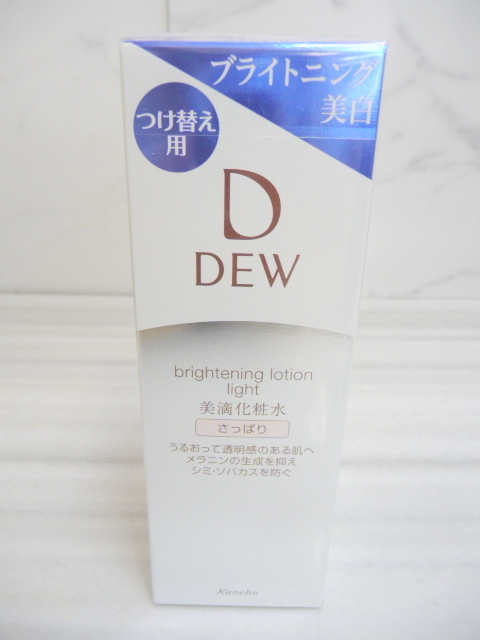 ブライトニング
美白
つけ替え
用
D
DEW
brightening lotion
light
美滴化粧水
さっぱり
うるおって透明感のある肌へ
メラニンの生成を抑え
シミ・ソバカスを防ぐ
Kanebo